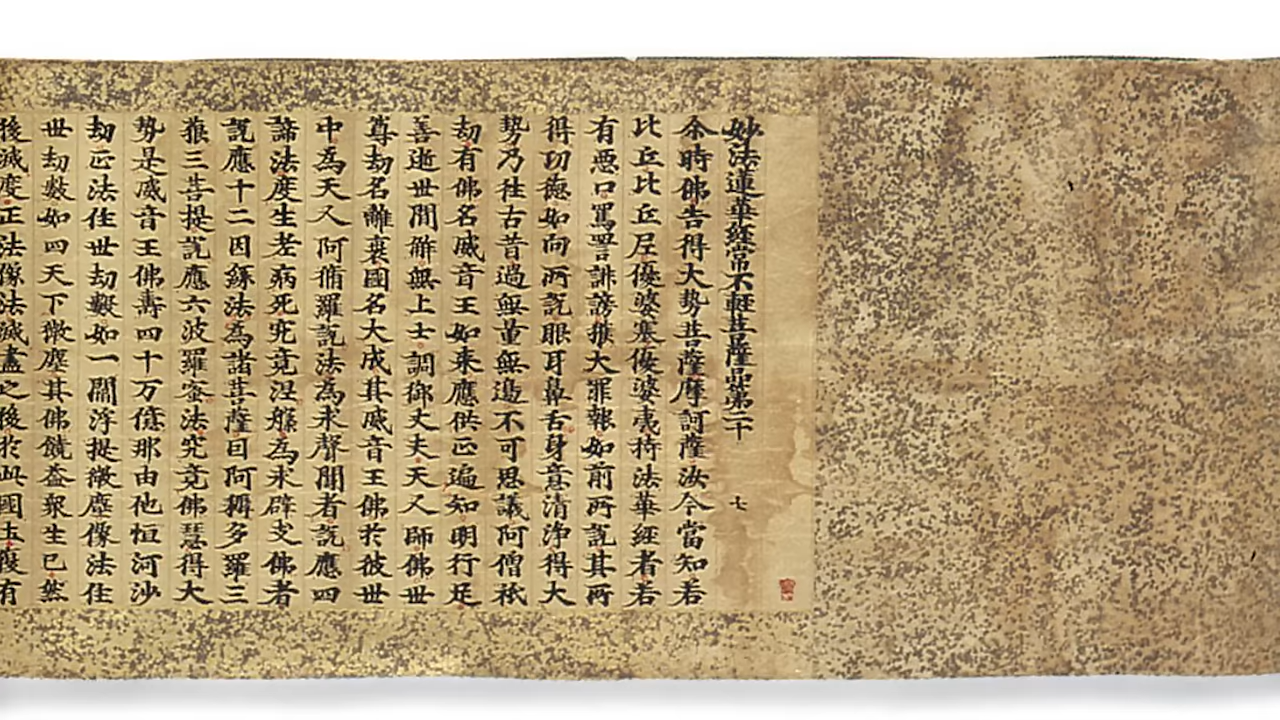 妙法蓮華經常不輕菩薩品第二十 七
尒時佛告得大勢菩薩摩訶薩汝今當知若
比丘比丘尼優婆塞優婆夷持法華經者若
有惡口罵詈誹謗獲大罪報如前所說其所
得功德如向所說眼耳鼻舌身意清淨得大
勢乃往古昔過無量無邊不可思議阿僧祇
劫有佛名威音王如来應供正遍知明行足
善逝世間解無上士調御丈夫天人師佛世
尊劫名離衰國名大成其威音王佛於彼世
中為天人阿脩羅說法為求聲聞者說應四
諦法度生老病死究竟涅槃為求辟支佛者
說應十二因緣法為諸菩薩因阿耨多羅三
藐三菩提說應六波羅蜜法究竟佛慧得大
勢是威音王佛壽四十万億那由他恒河沙
劫正法住世劫數如一閻浮提微塵像法住
世劫數如四天下微塵其佛饒益眾生已然
後滅度正法像法滅盡之後於此國土復有